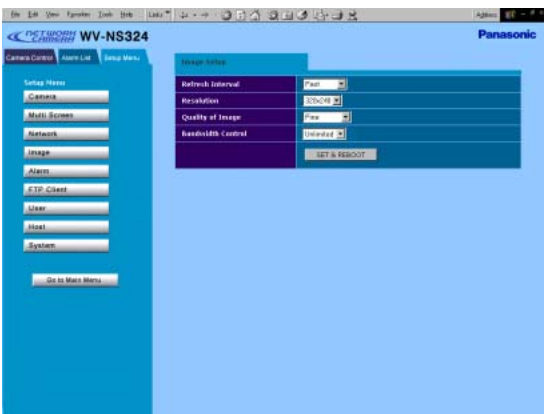 File Edit View Favorites Tools Help Links Address
NETWORK CAMERA WV-NS324 Panasonic
Camera Control Alarm List Setup Menu
Image Setup
Setup Menu
Camera
Multi Screen
Network
Image
Alarm
FTP Client
User
Host
System
Go to Main Menu
Refresh Interval Fast
Resolution 320x240
Quality of Image Fine
Bandwidth Control Unlimited
SET & REBOOT